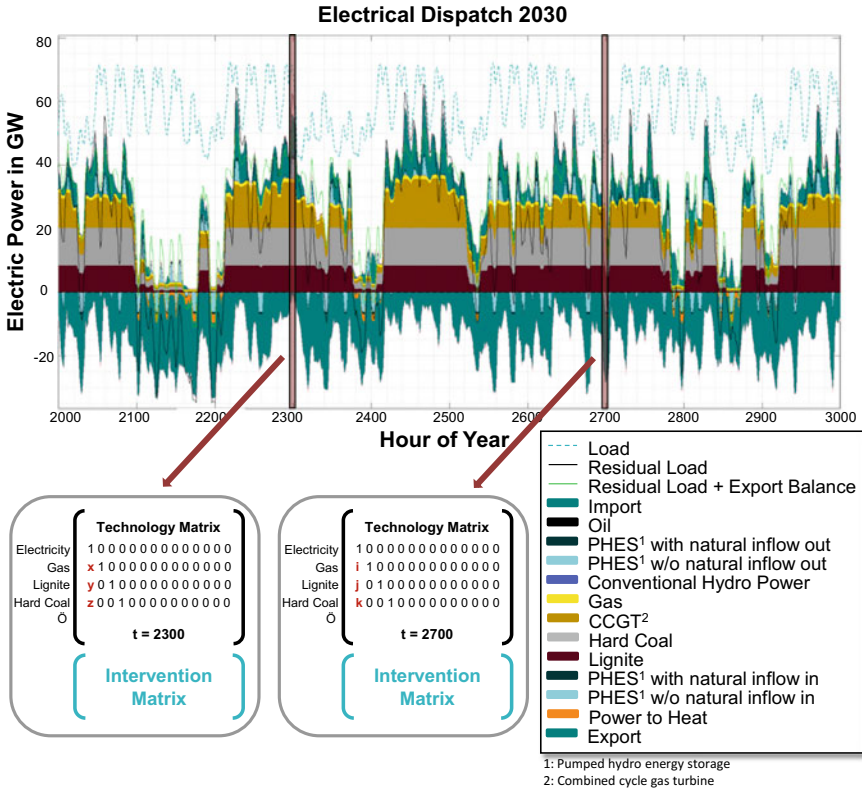 Electrical Dispatch 2030
Electric Power in GW
80
60
40
20
0
-20
2000
2100
2200
2300
2400
2500
2600
2700
2800
2900
3000
Hour of Year
Technology Matrix
Electricity 1 0 0 0 0 0 0 0 0 0 0 0 0 0
Gas x 1 0 0 0 0 0 0 0 0 0 0 0 0
Lignite y 0 1 0 0 0 0 0 0 0 0 0 0 0
Hard Coal z 0 0 1 0 0 0 0 0 0 0 0 0 0
Ö
t = 2300
Intervention
Matrix
Technology Matrix
Electricity 1 0 0 0 0 0 0 0 0 0 0 0 0 0
Gas i 1 0 0 0 0 0 0 0 0 0 0 0 0
Lignite j 0 1 0 0 0 0 0 0 0 0 0 0 0
Hard Coal k 0 0 1 0 0 0 0 0 0 0 0 0 0
Ö
t = 2700
Intervention
Matrix
Load
Residual Load
Residual Load + Export Balance
Import
Oil
PHES¹ with natural inflow out
PHES¹ w/o natural inflow out
Conventional Hydro Power
Gas
CCGT²
Hard Coal
Lignite
PHES¹ with natural inflow in
PHES¹ w/o natural inflow in
Power to Heat
Export
1: Pumped hydro energy storage
2: Combined cycle gas turbine